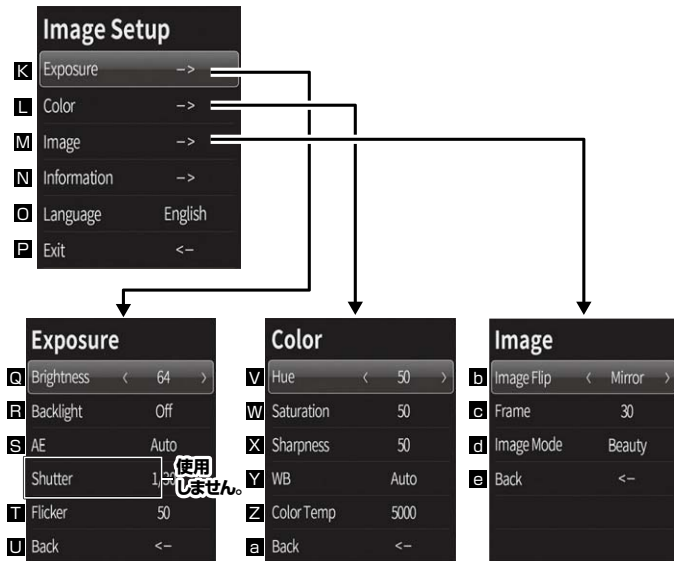 Image Setup
K Exposure –>
L Color –>
M Image –>
N Information –>
O Language English
P Exit <–
Exposure
Q Brightness < 64 >
R Backlight Off
S AE Auto
Shutter
使用
しません。
T Flicker 50
U Back <–
Color
V Hue < 50 >
W Saturation 50
X Sharpness 50
Y WB Auto
Z Color Temp 5000
a Back <–
Image
b Image Flip < Mirror >
c Frame 30
d Image Mode Beauty
e Back <–